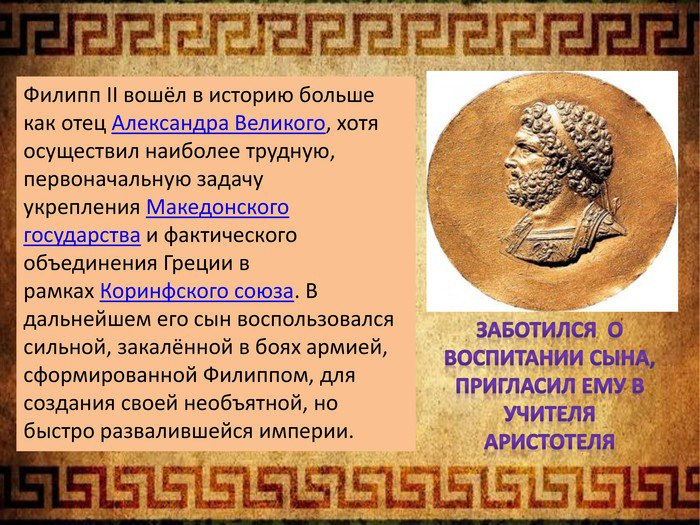 Филипп II вошёл в историю больше
как отец Александра Великого, хотя
осуществил наиболее трудную,
первоначальную задачу
укрепления Македонского
государства и фактического
объединения Греции в
рамках Коринфского союза. В
дальнейшем его сын воспользовался
сильной, закалённой в боях армией,
сформированной Филиппом, для
создания своей необъятной, но
быстро развалившейся империи.
ЗАБОТИЛСЯ О
ВОСПИТАНИИ СЫНА,
ПРИГЛАСИЛ ЕМУ В
УЧИТЕЛЯ
АРИСТОТЕЛЯ